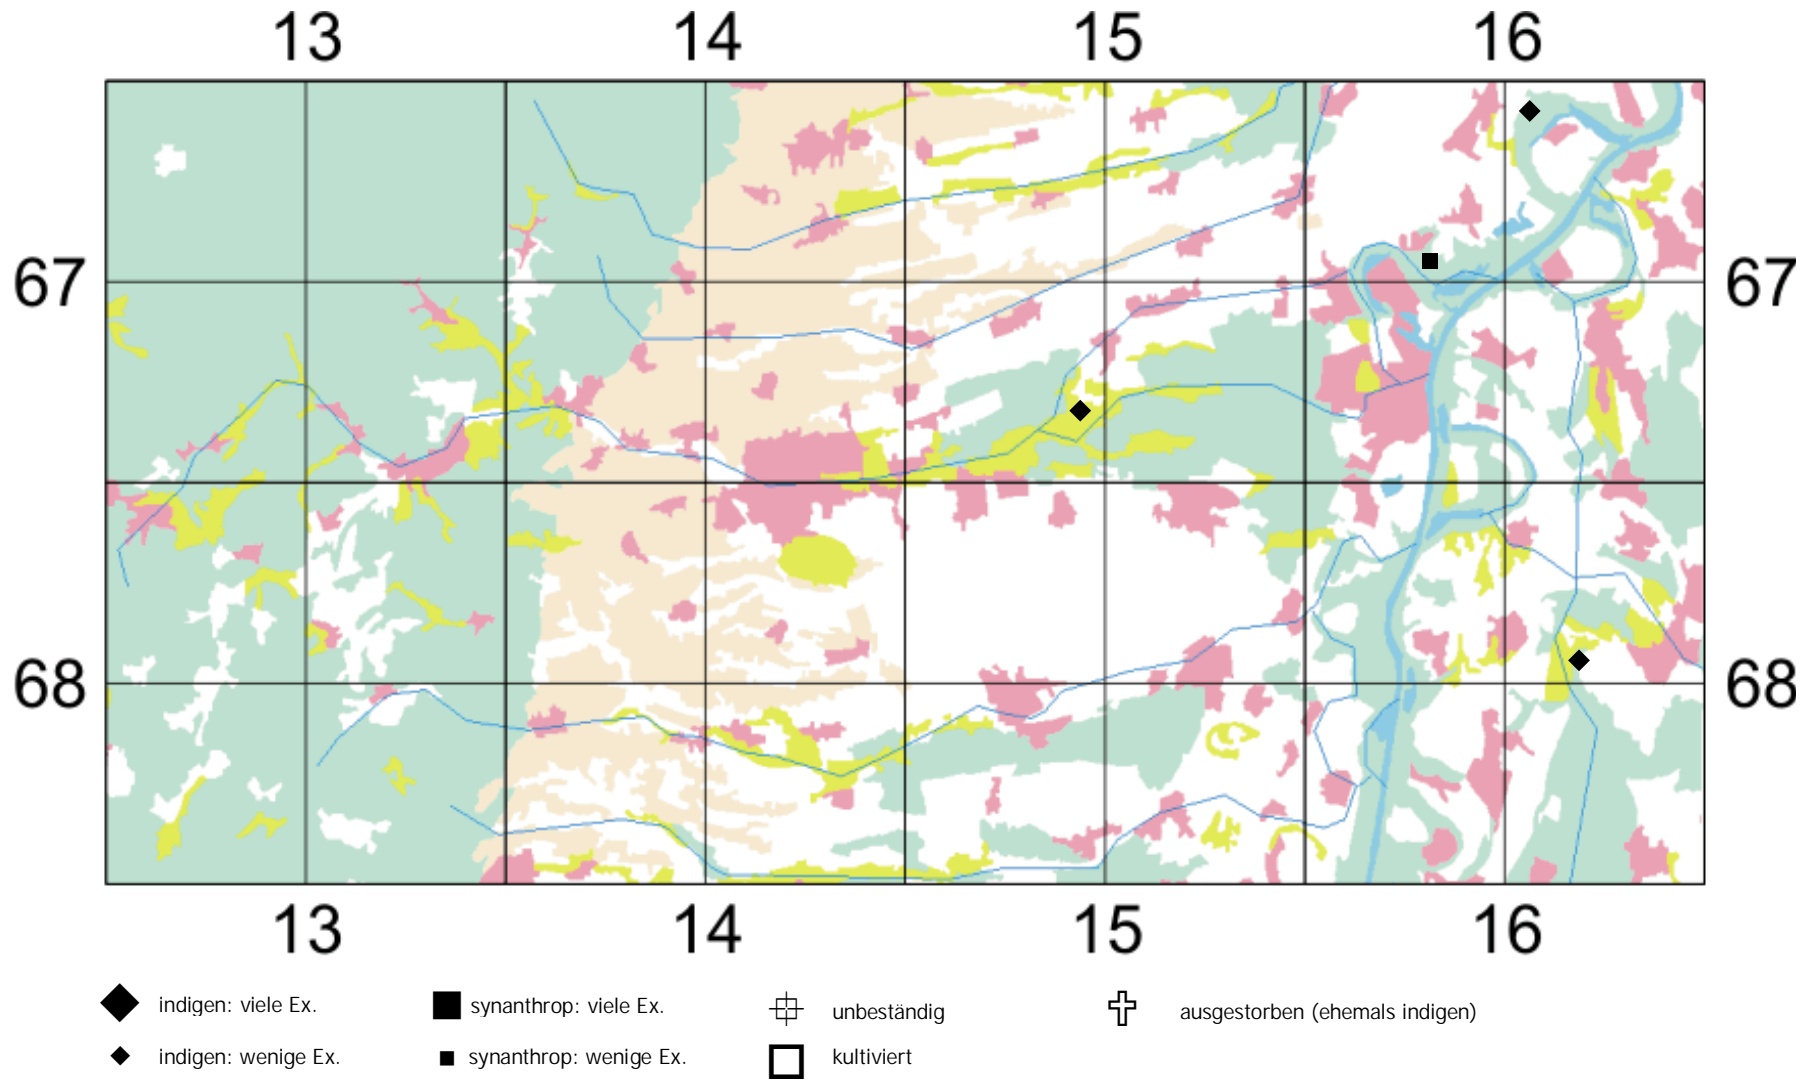 13 14 15 16
67 67
68 68
13 14 15 16
indigen: viele Ex. synanthrop: viele Ex. unbeständig ausgestorben (ehemals indigen)
indigen: wenige Ex. synanthrop: wenige Ex. kultiviert